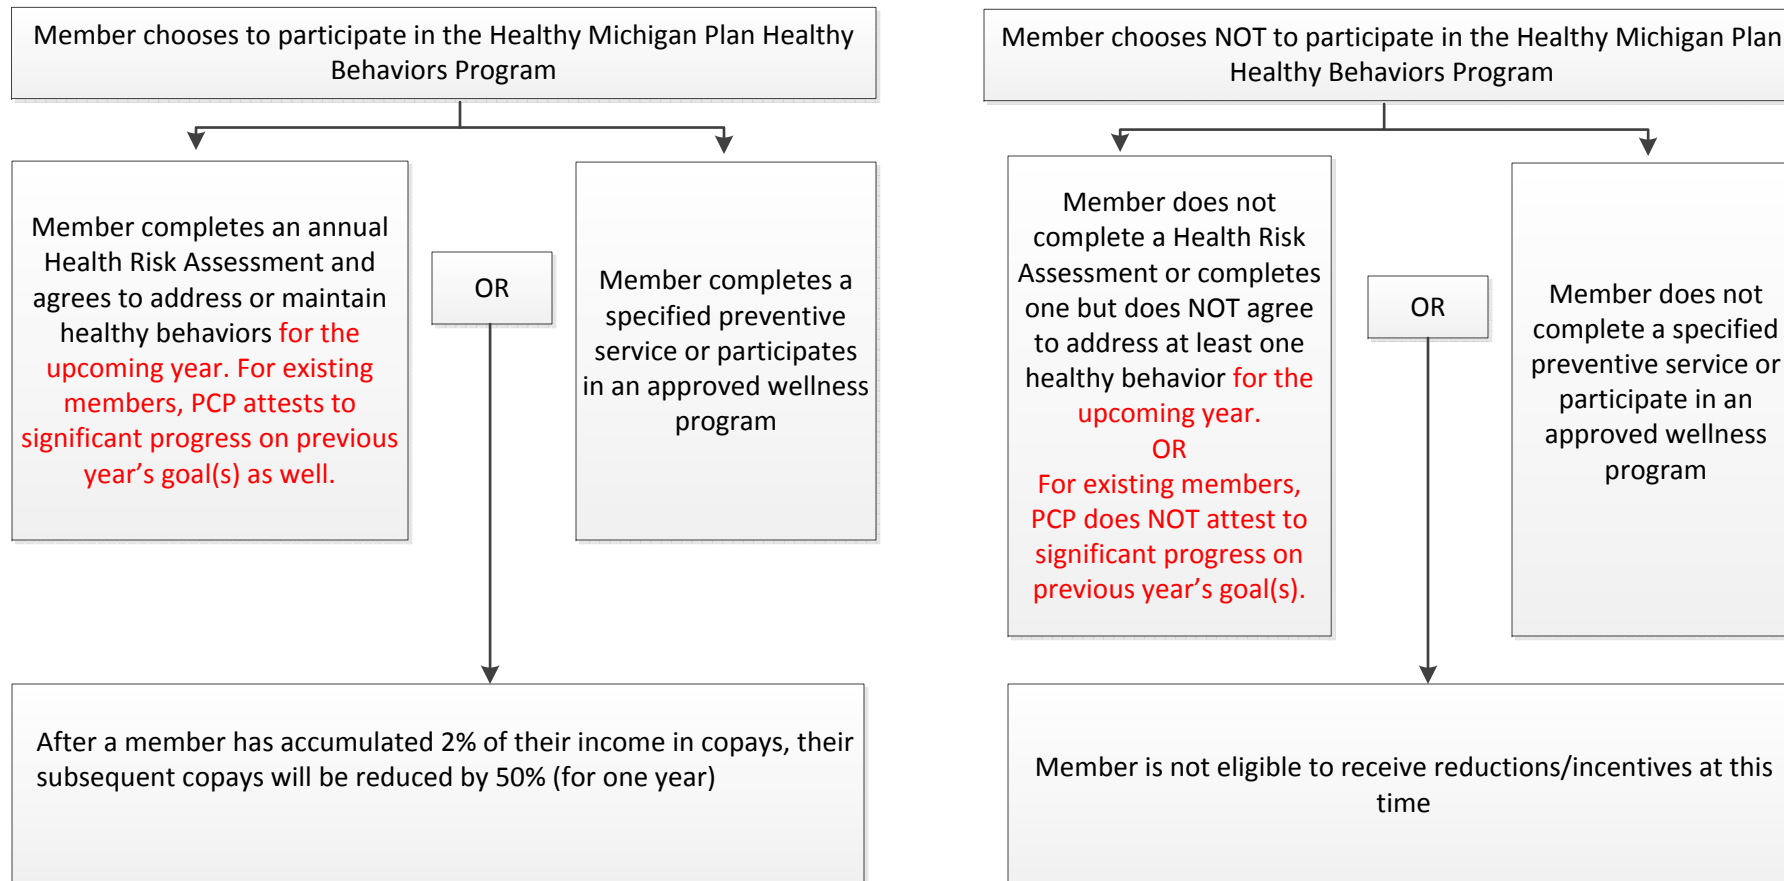 Member chooses to participate in the Healthy Michigan Plan Healthy
Behaviors Program
Member completes an annual
Health Risk Assessment and
agrees to address or maintain
healthy behaviors for the
upcoming year. For existing
members, PCP attests to
significant progress on previous
year’s goal(s) as well.
OR
Member completes a
specified preventive
service or participates
in an approved wellness
program
After a member has accumulated 2% of their income in copays, their
subsequent copays will be reduced by 50% (for one year)
Member chooses NOT to participate in the Healthy Michigan Plan
Healthy Behaviors Program
Member does not
complete a Health Risk
Assessment or completes
one but does NOT agree
to address at least one
healthy behavior for the
upcoming year.
OR
For existing members,
PCP does NOT attest to
significant progress on
previous year’s goal(s).
OR
Member does not
complete a specified
preventive service or
participate in an
approved wellness
program
Member is not eligible to receive reductions/incentives at this
time